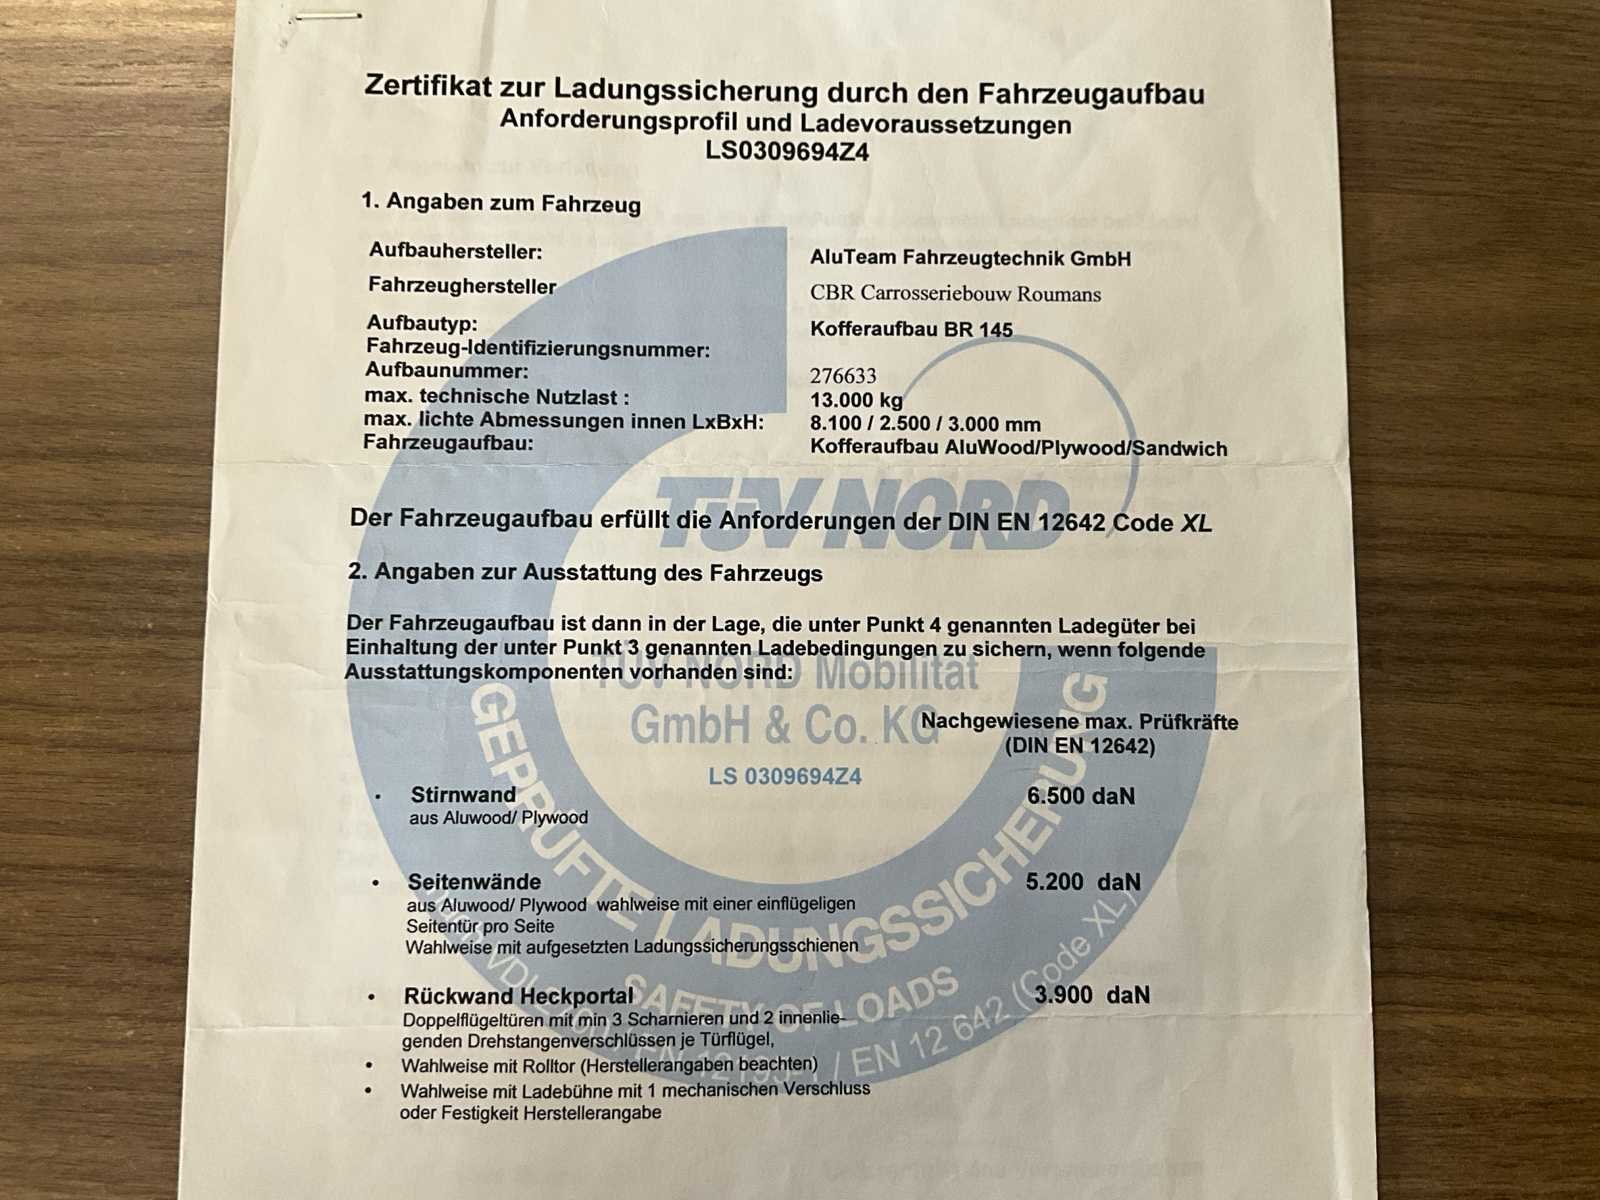 Zertifikat zur Ladungssicherung durch den Fahrzeugaufbau
Anforderungsprofil und Ladevoraussetzungen
LS0309694Z4
1. Angaben zum Fahrzeug
Aufbauhersteller: AluTeam Fahrzeugtechnik GmbH
Fahrzeughersteller CBR Carrosseriebouw Roumans
Aufbautyp: Kofferaufbau BR 145
Fahrzeug-Identifizierungsnummer:
Aufbaunummer: 276633
max. technische Nutzlast : 13.000 kg
max. lichte Abmessungen innen LxBxH: 8.100 / 2.500 / 3.000 mm
Fahrzeugaufbau: Kofferaufbau AluWood/Plywood/Sandwich
TÜV NORD
Der Fahrzeugaufbau erfüllt die Anforderungen der DIN EN 12642 Code XL
2. Angaben zur Ausstattung des Fahrzeugs
Der Fahrzeugaufbau ist dann in der Lage, die unter Punkt 4 genannten Ladegüter bei
Einhaltung der unter Punkt 3 genannten Ladebedingungen zu sichern, wenn folgende
Ausstattungskomponenten vorhanden sind:
TÜV NORD Mobilität
GmbH & Co. KG
Nachgewiesene max. Prüfkräfte
(DIN EN 12642)
LS 0309694Z4
• Stirnwand 6.500 daN
aus Aluwood/ Plywood
• Seitenwände 5.200 daN
aus Aluwood/ Plywood wahlweise mit einer einflügeligen
Seitentür pro Seite
Wahlweise mit aufgesetzten Ladungssicherungsschienen
• Rückwand Heckportal 3.900 daN
Doppelflügeltüren mit min 3 Scharnieren und 2 innenlie-
genden Drehstangenverschlüssen je Türflügel,
• Wahlweise mit Rolltor (Herstellerangaben beachten)
• Wahlweise mit Ladebühne mit 1 mechanischen Verschluss
oder Festigkeit Herstellerangabe
GEPRÜFTE LADUNGSSICHERUNG
SAFETY OF LOADS
/ EN 12 642 (Code XL)